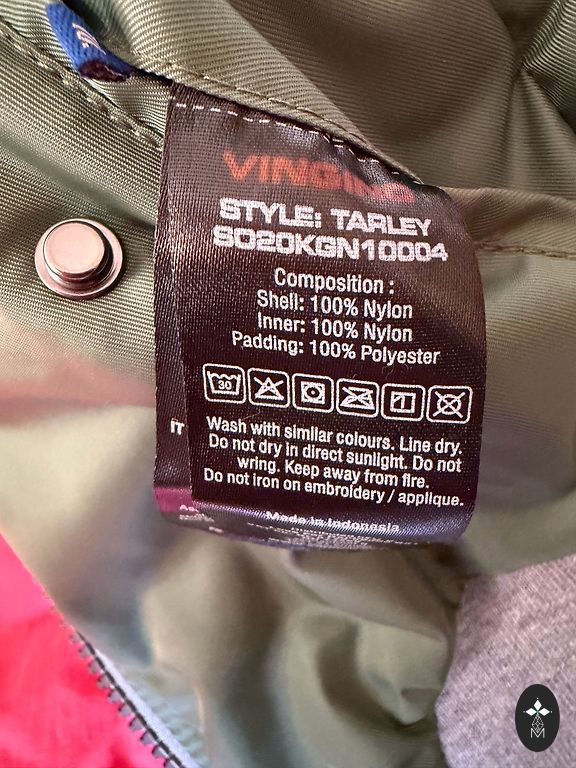 VINGINO
STYLE: TARLEY
SO20KGN10004
Composition :
Shell: 100% Nylon
Inner: 100% Nylon
Padding: 100% Polyester
30
IT
Wash with similar colours. Line dry.
Do not dry in direct sunlight. Do not
wring. Keep away from fire.
Do not iron on embroidery / applique.
Made in Indonesia
M